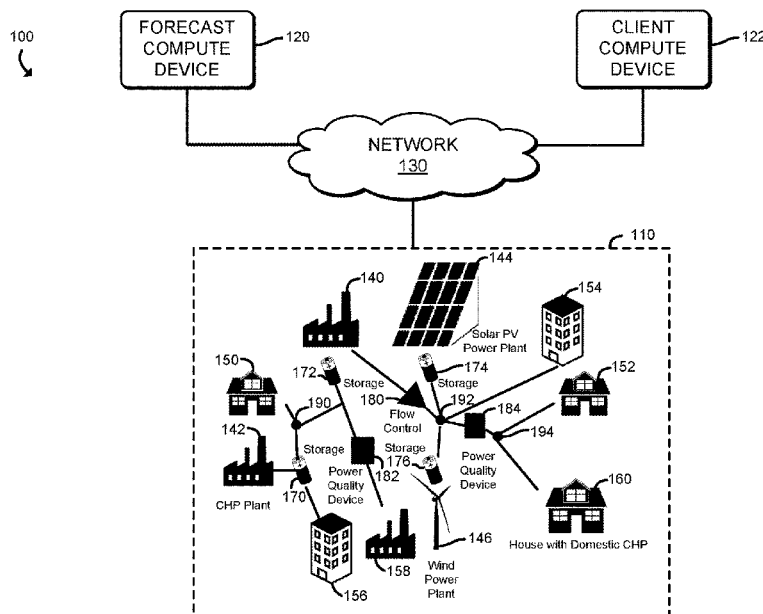 100
FORECAST
COMPUTE
DEVICE
120
CLIENT
COMPUTE
DEVICE
122
NETWORK
130
110
140
144
154
Solar PV
Power Plant
150
172
Storage
174
Storage
152
180
192
184
190
Flow
Control
194
142
Storage
Storage
182
176
Power
Quality
Device
Power
Quality
Device
160
170
CHP Plant
146
House with Domestic CHP
156
158
Wind
Power
Plant